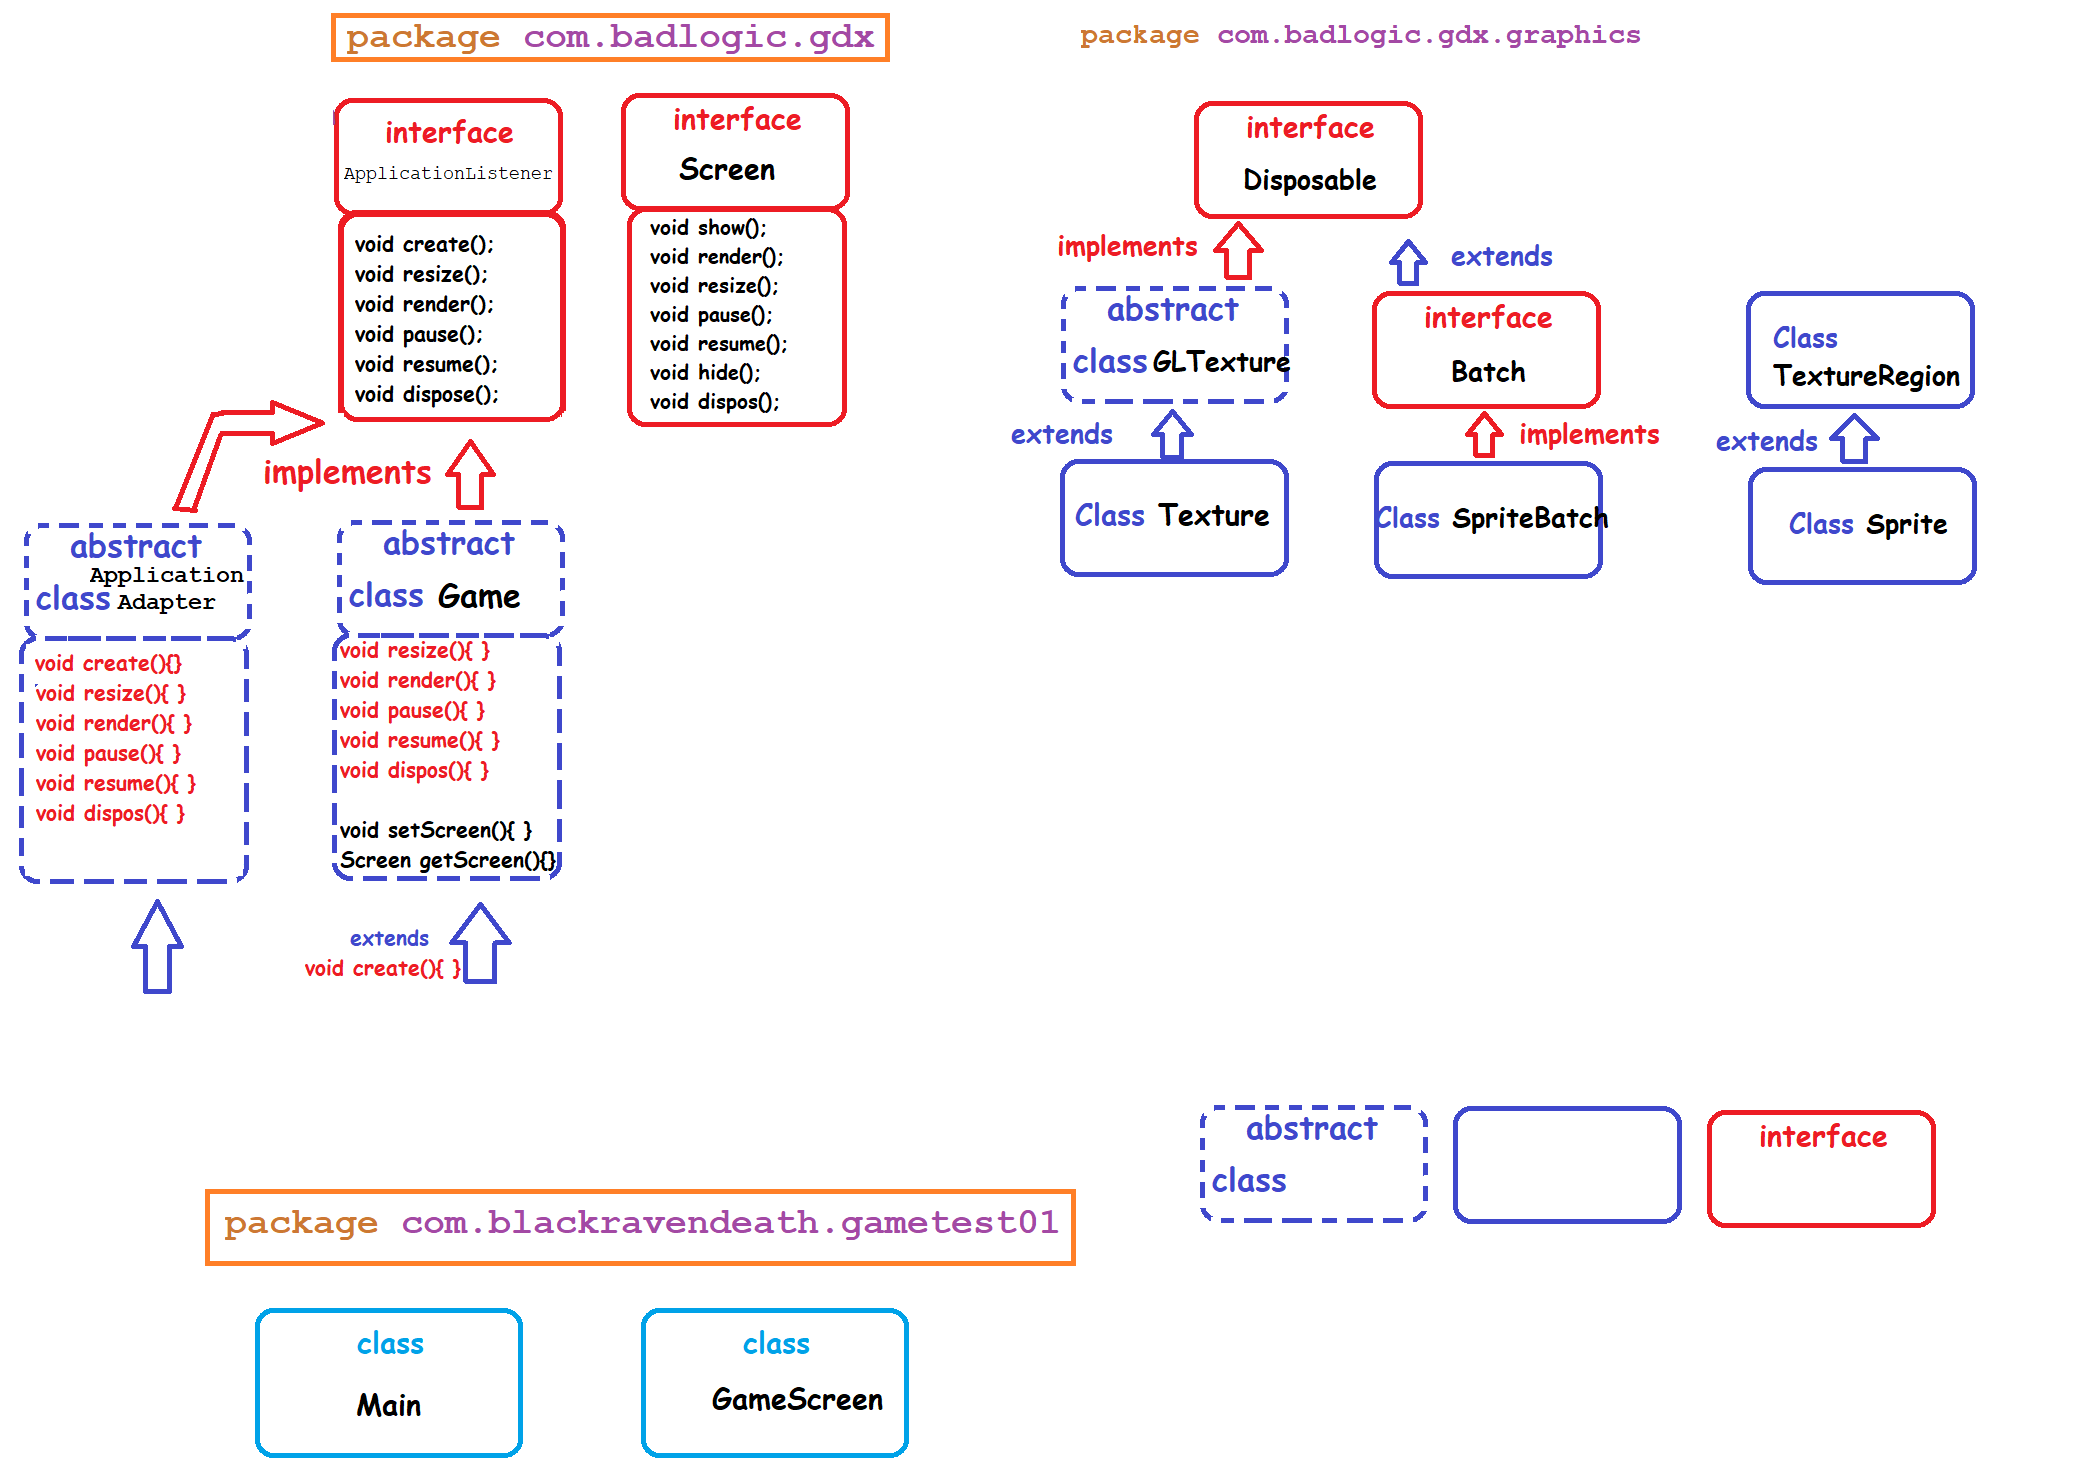 package com.badlogic.gdx
interface
ApplicationListener
void create();
void resize();
void render();
void pause();
void resume();
void dispose();
interface
Screen
void show();
void render();
void resize();
void pause();
void resume();
void hide();
void dispos();
implements
abstract
Application
class Adapter
void create(){}
void resize(){ }
void render(){ }
void pause(){ }
void resume(){ }
void dispos(){ }
abstract
class Game
void resize(){ }
void render(){ }
void pause(){ }
void resume(){ }
void dispos(){ }
void setScreen(){ }
Screen getScreen(){}
extends
void create(){ }
package com.badlogic.gdx.graphics
interface
Disposable
implements
extends
abstract
class GLTexture
interface
Batch
Class
TextureRegion
extends
implements
extends
Class Texture
Class SpriteBatch
Class Sprite
abstract
class
interface
package com.blackravendeath.gametest01
class
Main
class
GameScreen